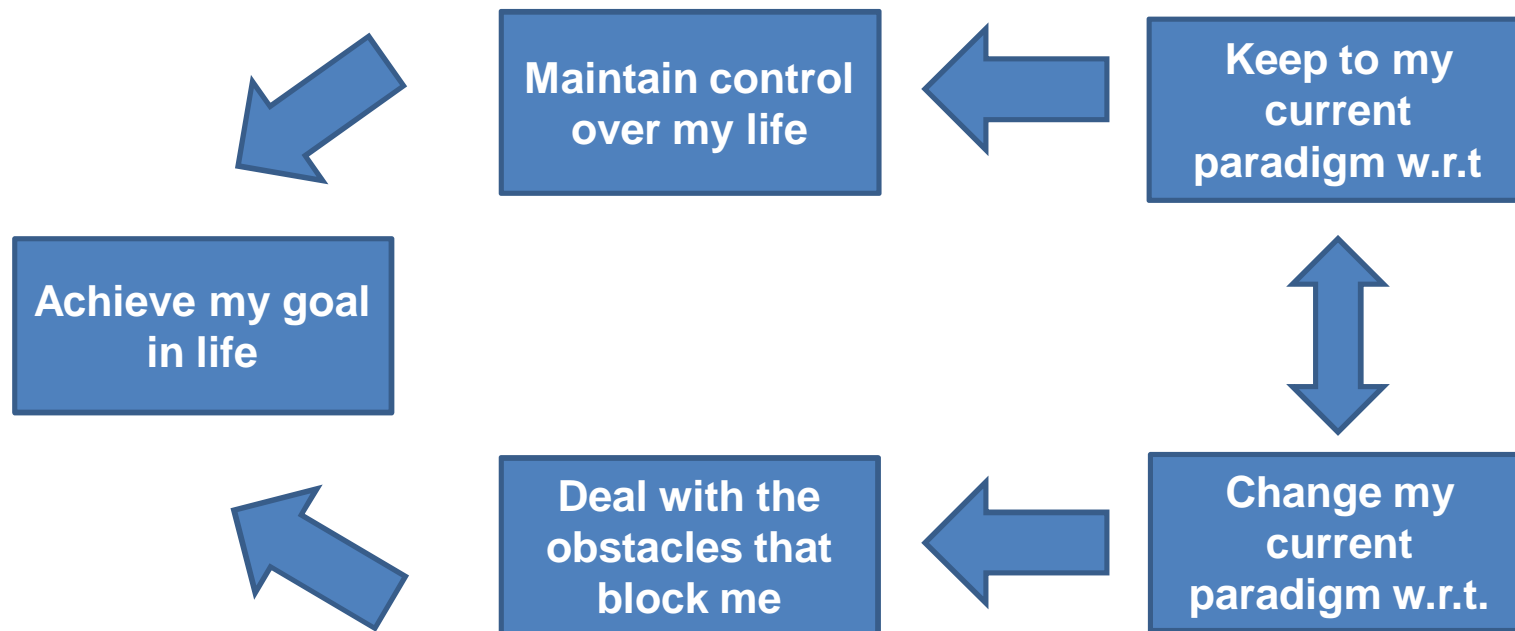 Maintain control
over my life
Keep to my
current
paradigm w.r.t
Achieve my goal
in life
Deal with the
obstacles that
block me
Change my
current
paradigm w.r.t.